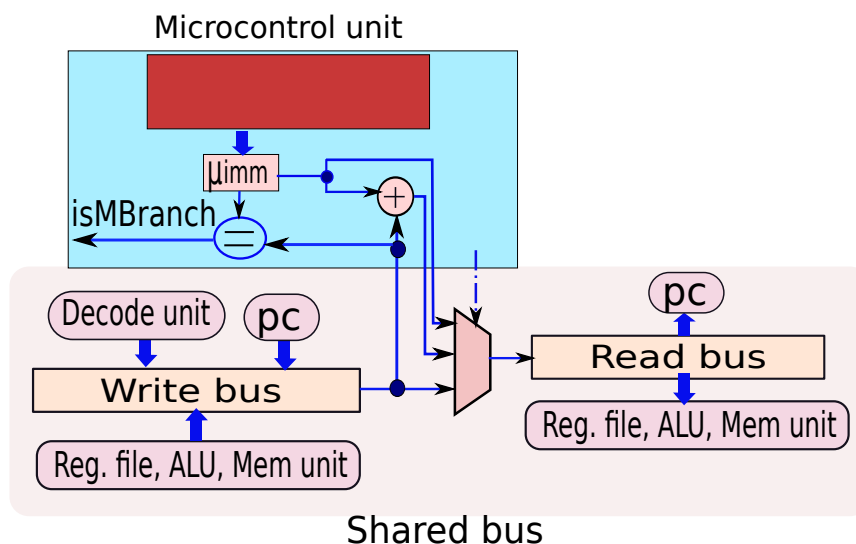 Microcontrol unit
μimm
isMBranch
+
=
Decode unit
pc
pc
Write bus
Read bus
Reg. file, ALU, Mem unit
Reg. file, ALU, Mem unit
Shared bus